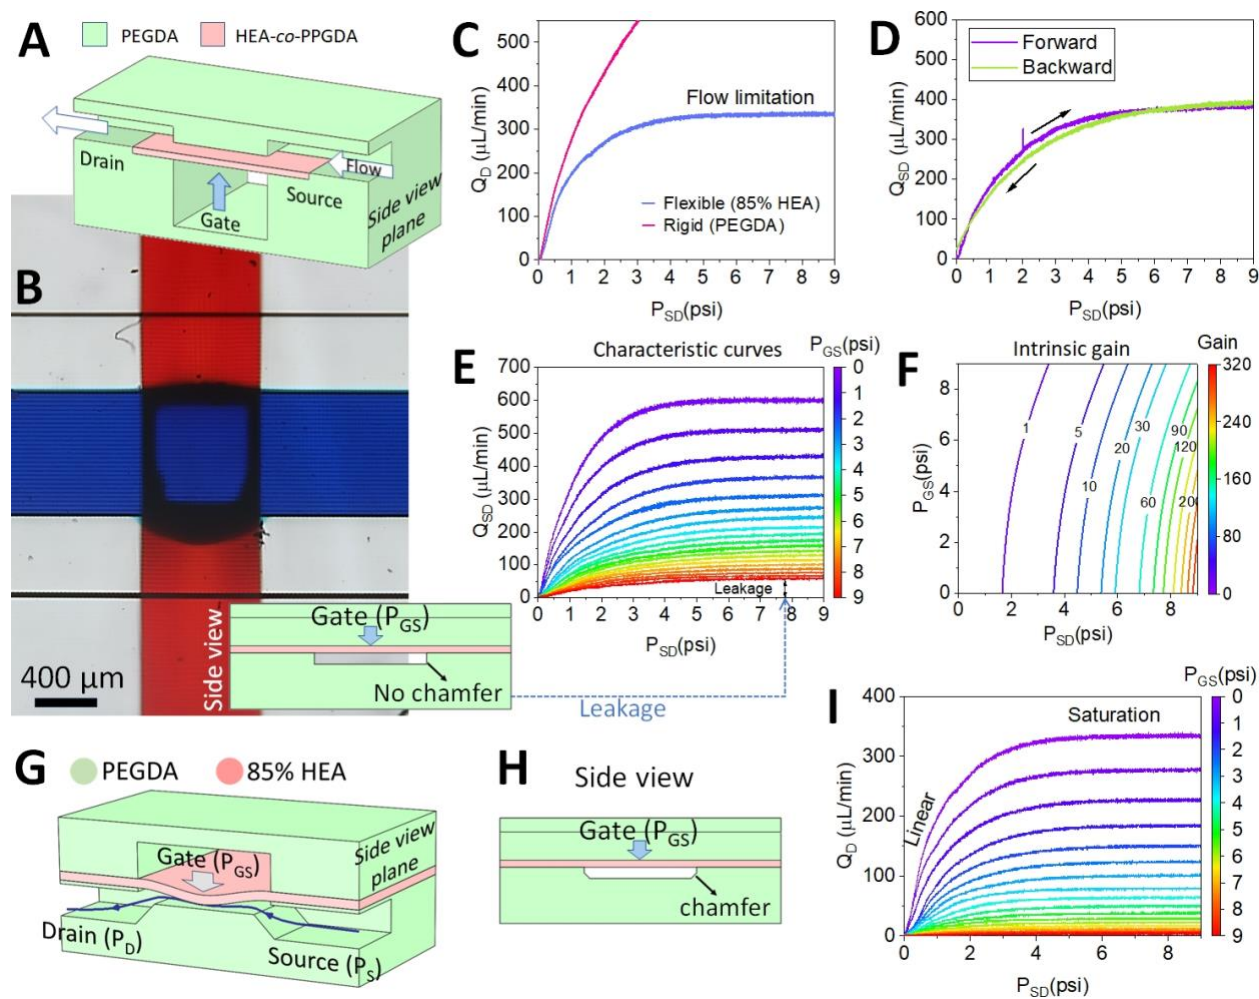 A
PEGDA
HEA-co-PPGDA
Drain
Flow
Source
Gate
Side view
plane
B
400 µm
Side view
Gate (PGS)
No chamfer
Leakage
C
QD (µL/min)
500
400
300
200
100
0
Flow limitation
Flexible (85% HEA)
Rigid (PEGDA)
0 1 2 3 4 5 6 7 8 9
PSD(psi)
D
QSD (µL/min)
600
500
400
300
200
100
0
Forward
Backward
0 1 2 3 4 5 6 7 8 9
PSD(psi)
E
Characteristic curves
PGS(psi)
QSD (µL/min)
700
600
500
400
300
200
100
0
Leakage
0 1 2 3 4 5 6 7 8 9
PSD(psi)
0
1
2
3
4
5
6
7
8
9
F
Intrinsic gain
Gain
PGS(psi)
8
6
4
2
0
1
5
10
20
30
60
90
120
200
0 2 4 6 8
PSD(psi)
320
240
160
80
0
G
PEGDA
85% HEA
Gate (PGS)
Side view
plane
Drain (PD)
Source (PS)
H
Side view
Gate (PGS)
chamfer
I
PGS(psi)
QD (µL/min)
400
300
200
100
0
Linear
Saturation
0 2 4 6 8
PSD(psi)
0
1
2
3
4
5
6
7
8
9